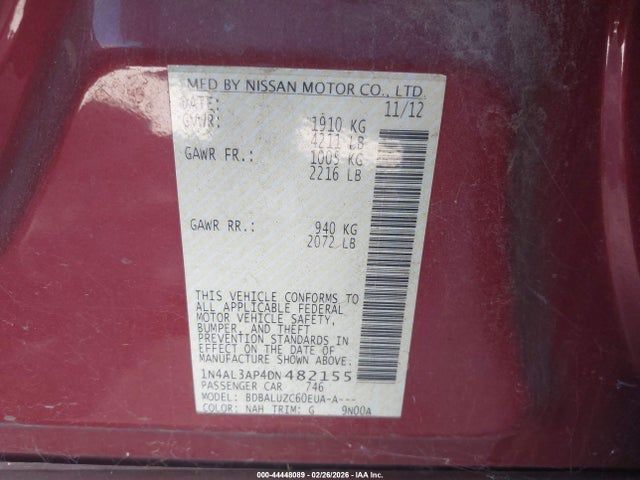 MFD BY NISSAN MOTOR CO., LTD.
DATE: 11/12
GVWR: 1910 KG
4211 LB
GAWR FR.: 1005 KG
2216 LB
GAWR RR.: 940 KG
2072 LB
THIS VEHICLE CONFORMS TO
ALL APPLICABLE FEDERAL
MOTOR VEHICLE SAFETY,
BUMPER, AND THEFT
PREVENTION STANDARDS
IN EFFECT ON THE DATE OF
MANUFACTURE SHOWN ABOVE.
1N4AL3AP4DN482155
PASSENGER CAR 746
MODEL: BDBALUZC60EUA-A---
COLOR: NAH TRIM: G 9N00A
000-44448089 - 02/26/2026 - IAA Inc.